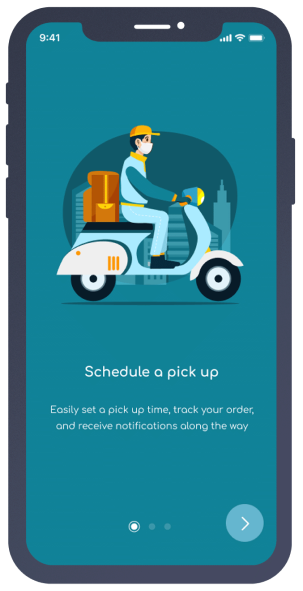 9:41
Schedule a pick up
Easily set a pick up time, track your order,
and receive notifications along the way